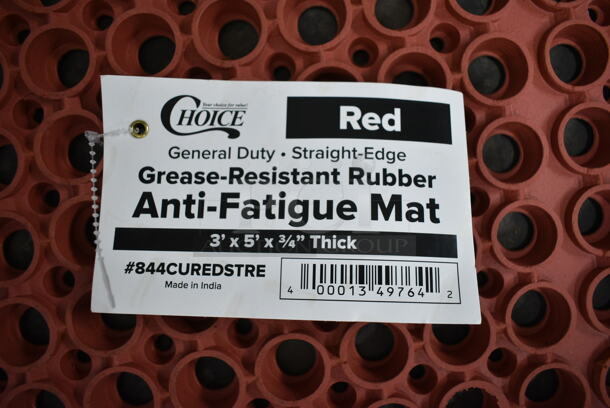 Your choice for value!
CHOICE
Red
General Duty • Straight-Edge
Grease-Resistant Rubber
Anti-Fatigue Mat
3' x 5' x ¾" Thick
#844CUREDSTRE
Made in India
4 00013 49764 2